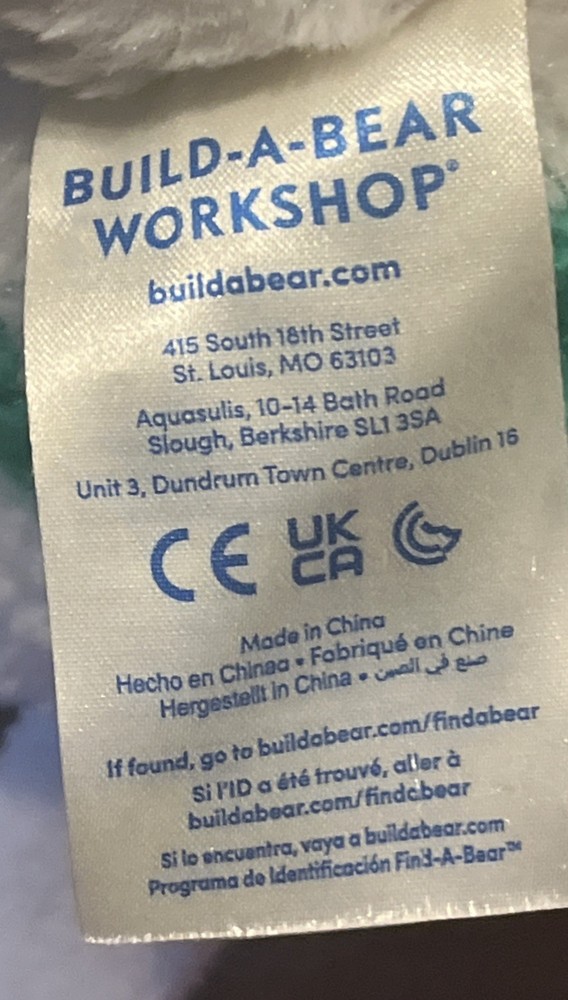 BUILD-A-BEAR
WORKSHOP®
buildabear.com
415 South 18th Street
St. Louis, MO 63103
Aquasulis, 10-14 Bath Road
Slough, Berkshire SL1 3SA
Unit 3, Dundrum Town Centre, Dublin 16
CE UK
CA
Made in China
Hecho en Chinaa • Fabriqué en Chine
Hergestellt in China • صنع في الصين
If found, go to buildabear.com/findabear
Si l'ID a été trouvé, aller à
buildabear.com/findabear
Si lo encuentra, vaya a buildabear.com
Programa de Identificación Find-A-Bear™